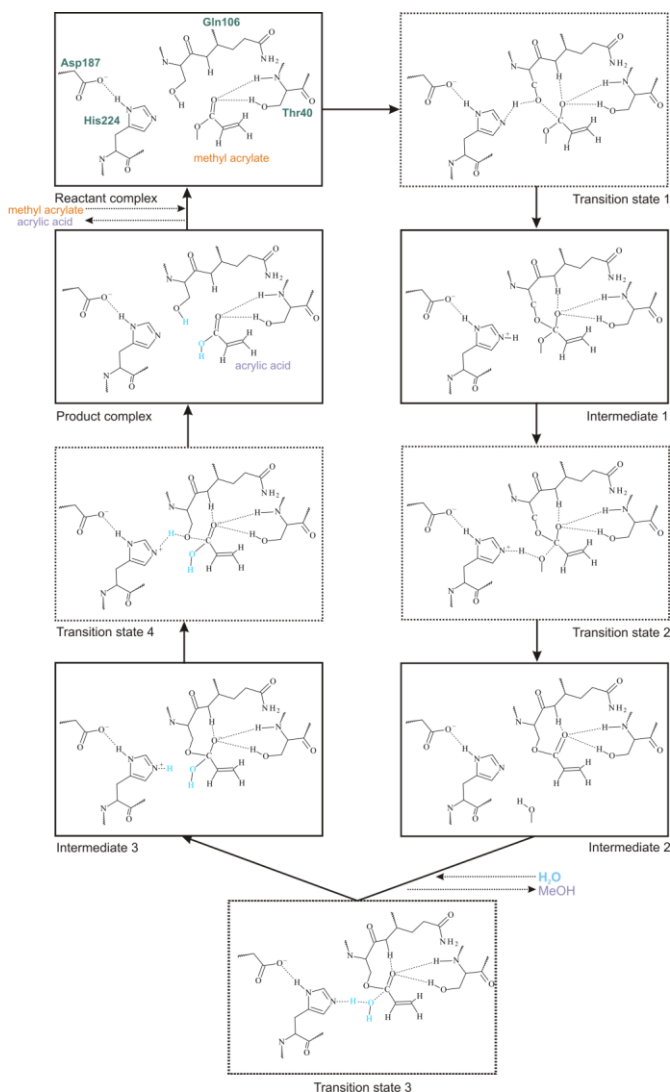 Gln106
Asp187
His224
Thr40
methyl acrylate
Reactant complex
Transition state 1
methyl acrylate
acrylic acid
acrylic acid
Product complex
Intermediate 1
Transition state 4
Transition state 2
Intermediate 3
Intermediate 2
H₂O
MeOH
Transition state 3